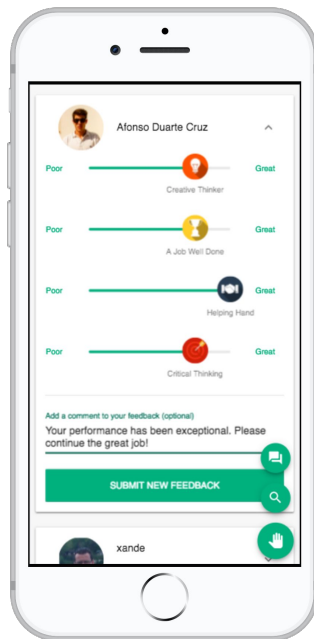 Afonso Duarte Cruz
Poor Great
Creative Thinker
Poor Great
A Job Well Done
Poor Great
Helping Hand
Poor Great
Critical Thinking
Add a comment to your feedback (optional)
Your performance has been exceptional. Please
continue the great job!
SUBMIT NEW FEEDBACK
xande